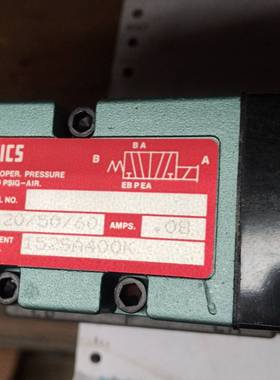 ICS
B A
B A
EB P EA
OPER. PRESSURE
PSIG-AIR.
L NO.
20/50/60 AMPS. .08
ENT 152SA400K